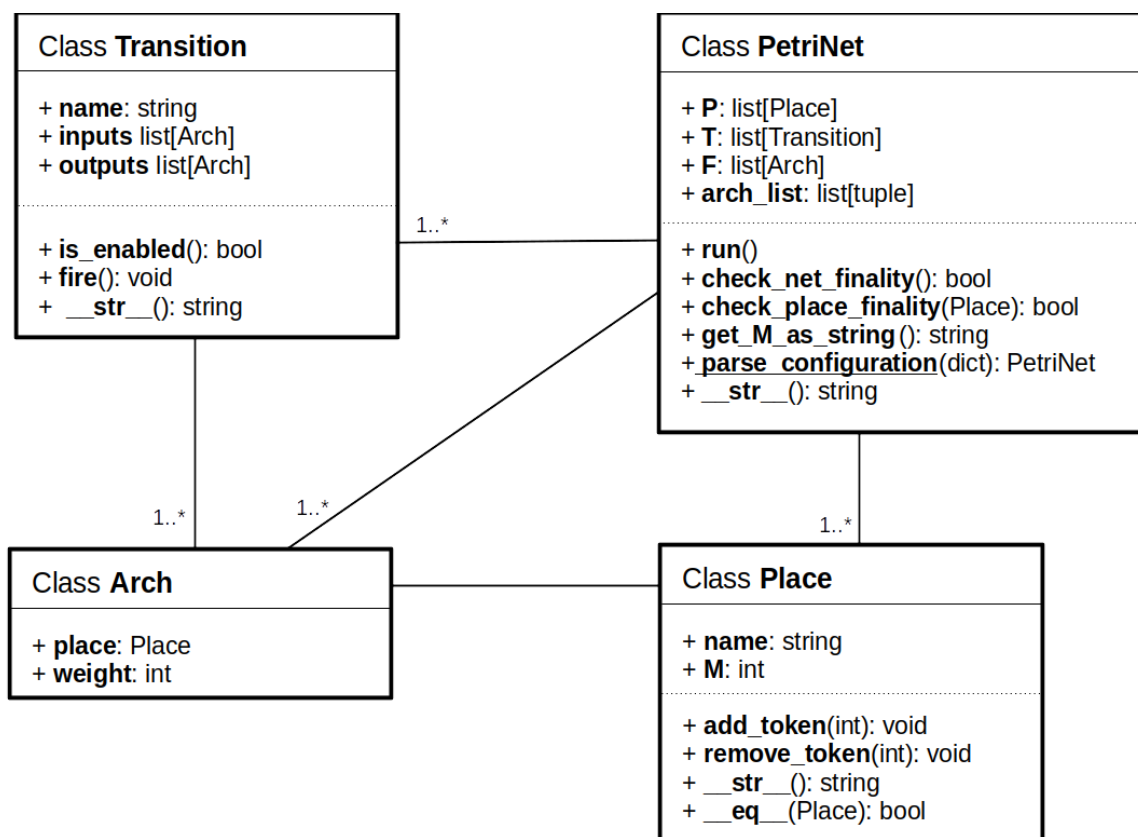 Class Transition
+ name: string
+ inputs list[Arch]
+ outputs list[Arch]
+ is_enabled(): bool
+ fire(): void
+ __str__(): string
Class PetriNet
+ P: list[Place]
+ T: list[Transition]
+ F: list[Arch]
+ arch_list: list[tuple]
+ run()
+ check_net_finality(): bool
+ check_place_finality(Place): bool
+ get_M_as_string(): string
+ parse_configuration(dict): PetriNet
+ __str__(): string
1..*
1..*
1..*
1..*
Class Arch
+ place: Place
+ weight: int
Class Place
+ name: string
+ M: int
+ add_token(int): void
+ remove_token(int): void
+ __str__(): string
+ __eq__(Place): bool